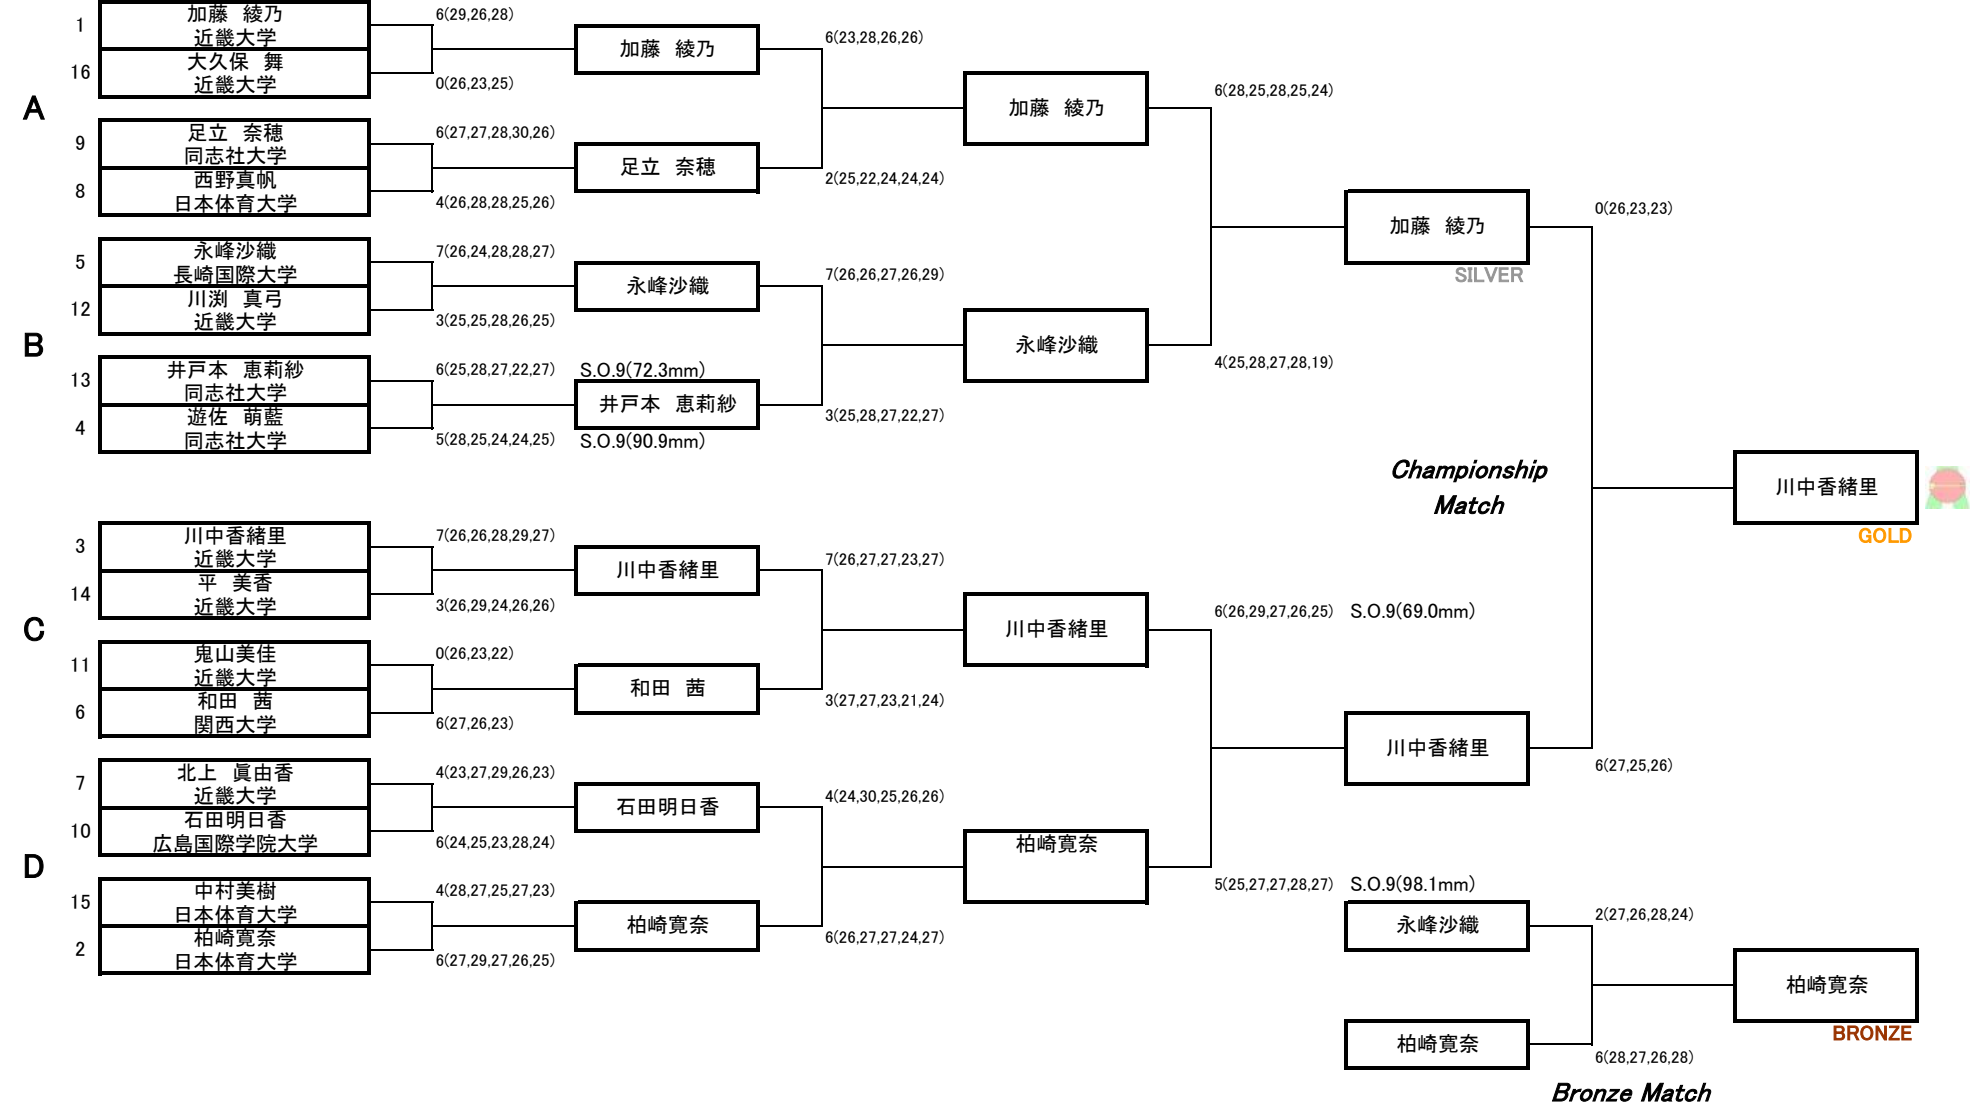 1
加藤　綾乃
近畿大学
6(29,26,28)
16
大久保　舞
近畿大学
0(26,23,25)
加藤　綾乃
6(23,28,26,26)
A
9
足立　奈穂
同志社大学
6(27,27,28,30,26)
8
西野真帆
日本体育大学
4(26,28,28,25,26)
足立　奈穂
2(25,22,24,24,24)
加藤　綾乃
6(28,25,28,25,24)
5
永峰沙織
長崎国際大学
7(26,24,28,28,27)
12
川渕　真弓
近畿大学
3(25,25,28,26,25)
永峰沙織
7(26,26,27,26,29)
B
13
井戸本　恵莉紗
同志社大学
6(25,28,27,22,27)
S.O.9(72.3mm)
4
遊佐　萌藍
同志社大学
5(28,25,24,24,25)
S.O.9(90.9mm)
井戸本　恵莉紗
3(25,28,27,22,27)
永峰沙織
4(25,28,27,28,19)
加藤　綾乃
SILVER
0(26,23,23)
Championship
Match
川中香緒里
GOLD
3
川中香緒里
近畿大学
7(26,26,28,29,27)
14
平　美香
近畿大学
3(26,29,24,26,26)
川中香緒里
7(26,27,27,23,27)
C
11
鬼山美佳
近畿大学
0(26,23,22)
6
和田　茜
関西大学
6(27,26,23)
和田　茜
3(27,27,23,21,24)
川中香緒里
6(26,29,27,26,25)
S.O.9(69.0mm)
7
北上　眞由香
近畿大学
4(23,27,29,26,23)
10
石田明日香
広島国際学院大学
6(24,25,23,28,24)
石田明日香
4(24,30,25,26,26)
D
15
中村美樹
日本体育大学
4(28,27,25,27,23)
2
柏崎寛奈
日本体育大学
6(27,29,27,26,25)
柏崎寛奈
6(26,27,27,24,27)
柏崎寛奈
5(25,27,27,28,27)
S.O.9(98.1mm)
川中香緒里
6(27,25,26)
永峰沙織
2(27,26,28,24)
柏崎寛奈
6(28,27,26,28)
柏崎寛奈
BRONZE
Bronze Match